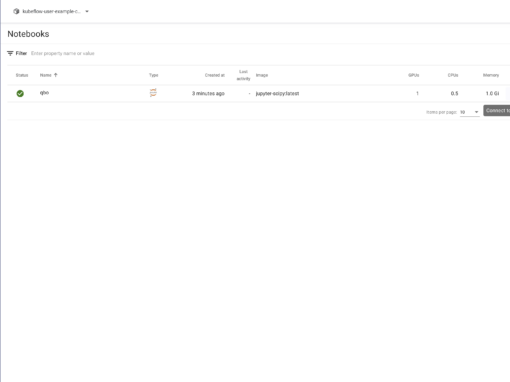 kubeflow-user-example-c...
Notebooks
Filter Enter property name or value
Status Name Type Created at Last activity Image GPUs CPUs Memory
qbo 3 minutes ago - jupyter-scipy:latest 1 0.5 1.0 Gi
Items per page: 10
Connect to